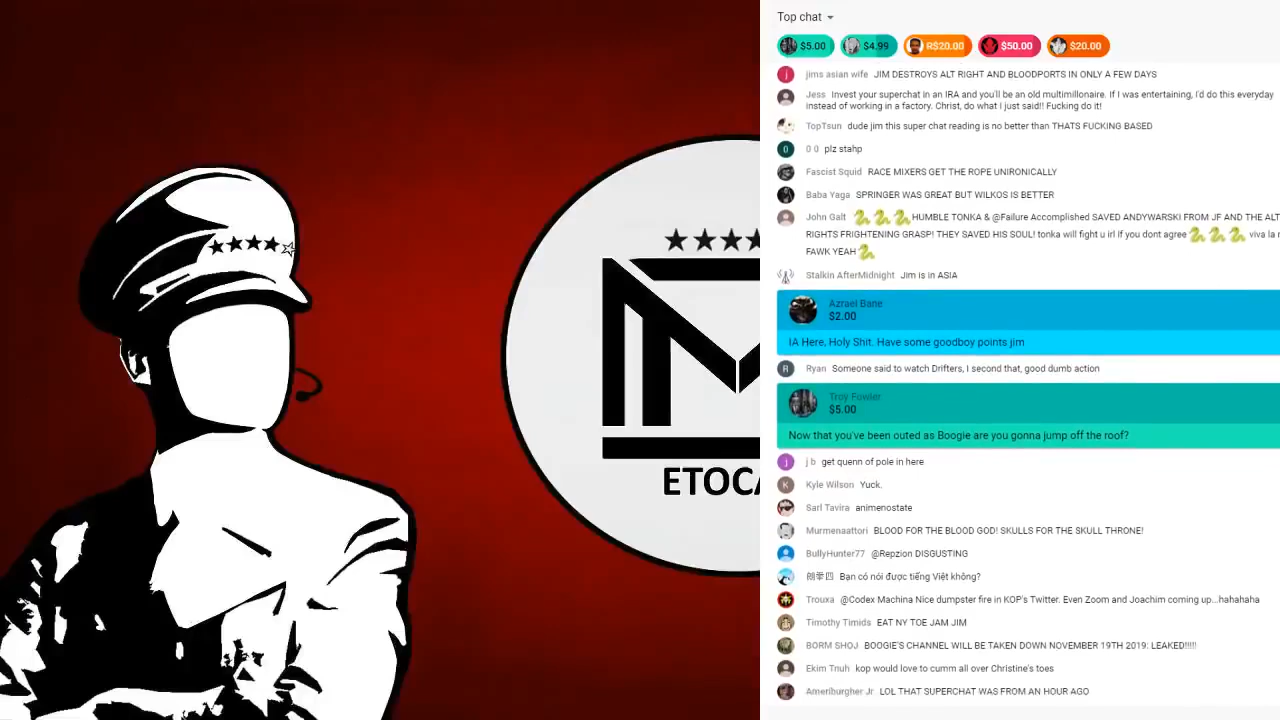 Top chat
$5.00 $4.99 R$20.00 $50.00 $20.00
jims asian wife JIM DESTROYS ALT RIGHT AND BLOODPORTS IN ONLY A FEW DAYS
Jess Invest your superchat in an IRA and you'll be an old multimillonaire. If I was entertaining, I'd do this everyday
instead of working in a factory. Christ, do what I just said!! Fucking do it!
TopTsun dude jim this super chat reading is no better than THATS FUCKING BASED
0 0 plz stahp
Fascist Squid RACE MIXERS GET THE ROPE UNIRONICALLY
Baba Yaga SPRINGER WAS GREAT BUT WILKOS IS BETTER
John Galt 🐍🐍🐍HUMBLE TONKA & @Failure Accomplished SAVED ANDYWARSKI FROM JF AND THE ALT
RIGHTS FRIGHTENING GRASP! THEY SAVED HIS SOUL! tonka will fight u irl if you dont agree🐍🐍🐍 viva la
FAWK YEAH🐍
Stalkin AfterMidnight Jim is in ASIA
Azrael Bane
$2.00
IA Here, Holy Shit. Have some goodboy points jim
Ryan Someone said to watch Drifters, I second that, good dumb action
Troy Fowler
$5.00
Now that you've been outed as Boogie are you gonna jump off the roof?
j b get quenn of pole in here
Kyle Wilson Yuck.
Sarl Tavira animenostate
Murmenaattori BLOOD FOR THE BLOOD GOD! SKULLS FOR THE SKULL THRONE!
BullyHunter77 @Repzion DISGUSTING
Bạn có nói được tiếng Việt không?
Trouxa @Codex Machina Nice dumpster fire in KOP's Twitter. Even Zoom and Joachim coming up...hahahaha
Timothy Timids EAT NY TOE JAM JIM
BORM SHOJ BOOGIE'S CHANNEL WILL BE TAKEN DOWN NOVEMBER 19TH 2019: LEAKED!!!!!
Ekim Tnuh kop would love to cumm all over Christine's toes
Ameriburgher Jr LOL THAT SUPERCHAT WAS FROM AN HOUR AGO
ETOCA